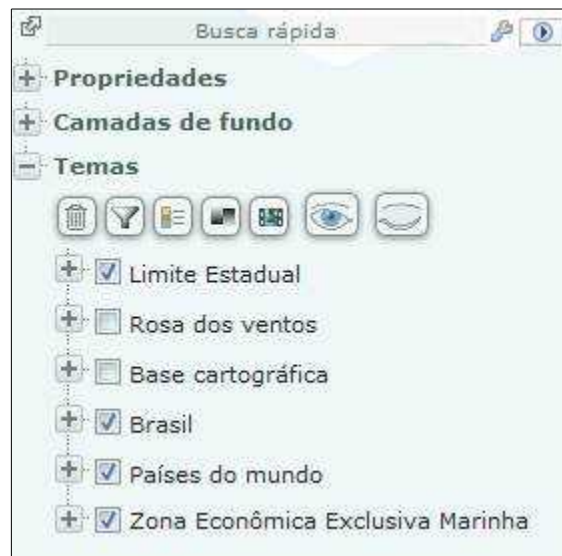 Busca rápida
Propriedades
Camadas de fundo
Temas
Limite Estadual
Rosa dos ventos
Base cartográfica
Brasil
Países do mundo
Zona Econômica Exclusiva Marinha